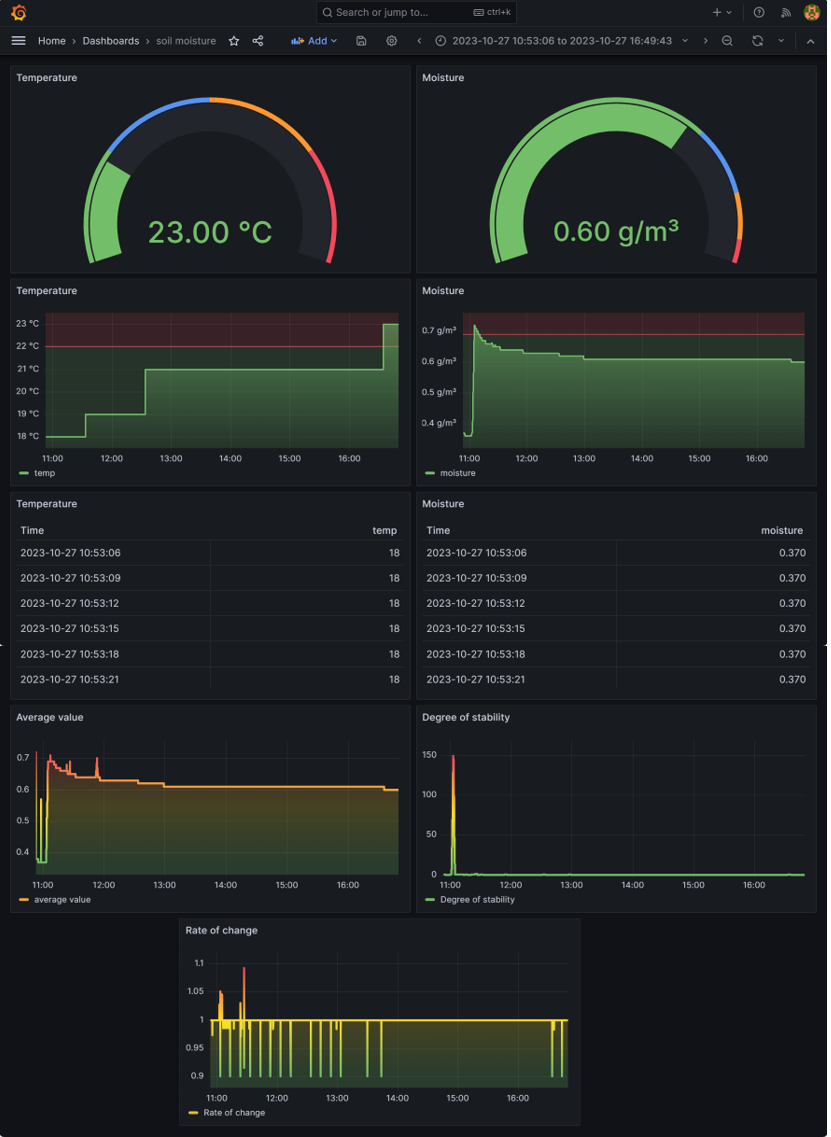 Search or jump to... ctrl+k
Home > Dashboards > soil moisture Add 2023-10-27 10:53:06 to 2023-10-27 16:49:43
Temperature
23.00 °C
Moisture
0.60 g/m³
Temperature
23 °C
22 °C
21 °C
20 °C
19 °C
18 °C
11:00 12:00 13:00 14:00 15:00 16:00
temp
Moisture
0.7 g/m³
0.6 g/m³
0.5 g/m³
0.4 g/m³
11:00 12:00 13:00 14:00 15:00 16:00
moisture
Temperature
Time temp
2023-10-27 10:53:06 18
2023-10-27 10:53:09 18
2023-10-27 10:53:12 18
2023-10-27 10:53:15 18
2023-10-27 10:53:18 18
2023-10-27 10:53:21 18
Moisture
Time moisture
2023-10-27 10:53:06 0.370
2023-10-27 10:53:09 0.370
2023-10-27 10:53:12 0.370
2023-10-27 10:53:15 0.370
2023-10-27 10:53:18 0.370
2023-10-27 10:53:21 0.370
Average value
0.7
0.6
0.5
0.4
11:00 12:00 13:00 14:00 15:00 16:00
average value
Degree of stability
150
100
50
0
11:00 12:00 13:00 14:00 15:00 16:00
Degree of stability
Rate of change
1.1
1.05
1
0.95
0.9
11:00 12:00 13:00 14:00 15:00 16:00
Rate of change